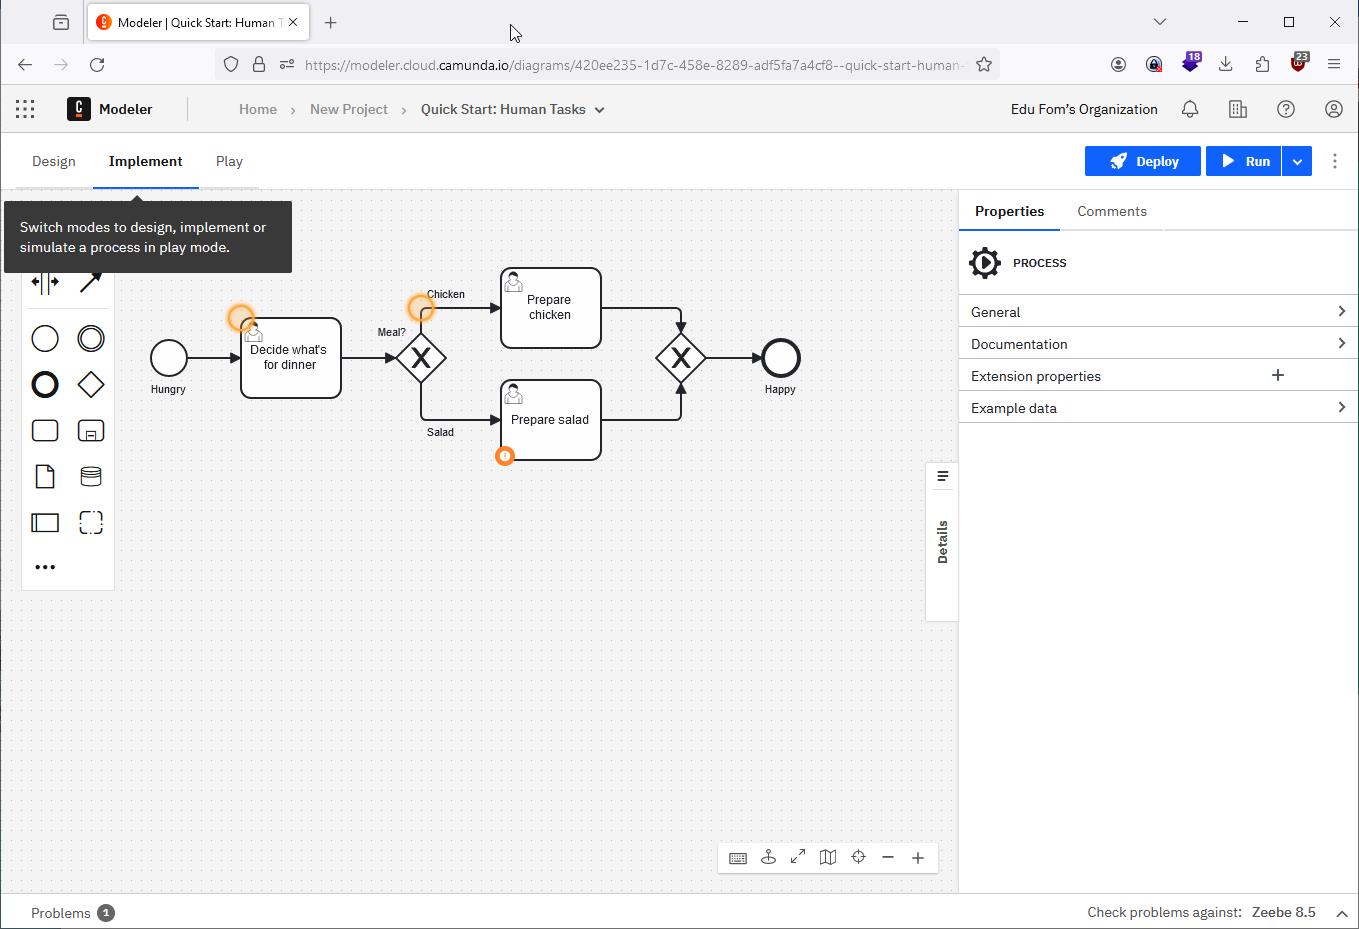 Modeler | Quick Start: Human T
https://modeler.cloud.camunda.io/diagrams/420ee235-1d7c-458e-8289-adf5fa7a4cf8--quick-start-human-
18
23
Modeler
Home
New Project
Quick Start: Human Tasks
Edu Fom's Organization
Design
Implement
Play
Deploy
Run
Switch modes to design, implement or
simulate a process in play mode.
Properties
Comments
PROCESS
General
Documentation
Extension properties
Example data
Hungry
Decide what's
for dinner
Meal?
X
Chicken
Salad
Prepare
chicken
Prepare salad
X
Happy
Details
Problems 1
Check problems against: Zeebe 8.5